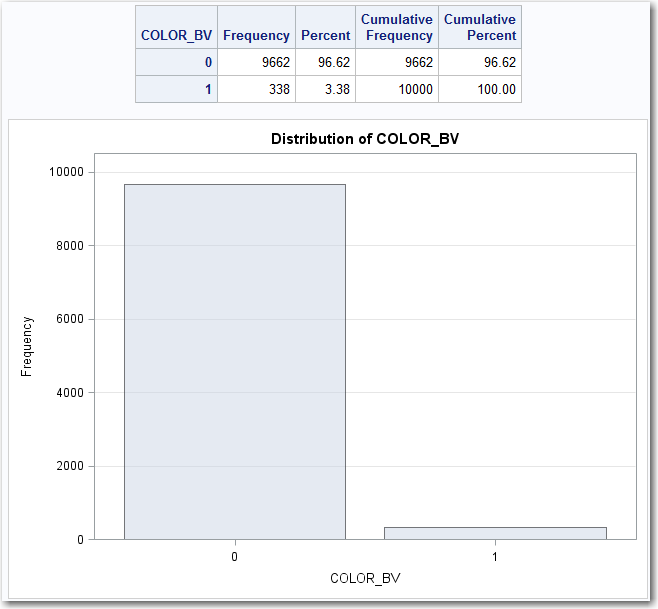 Cumulative Cumulative
COLOR_BV Frequency Percent Frequency Percent
0 9662 96.62 9662 96.62
1 338 3.38 10000 100.00
Distribution of COLOR_BV
10000
8000
6000
4000
2000
0
Frequency
0 1
COLOR_BV